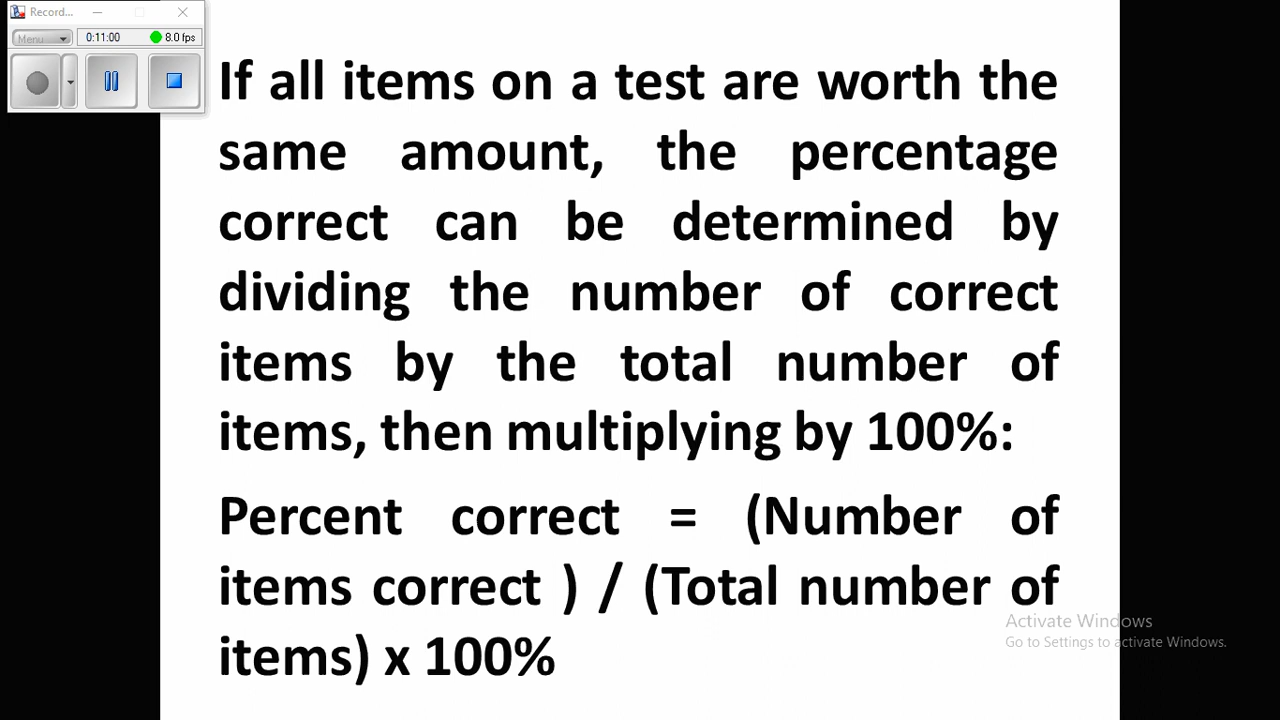 Record...
Menu
0:11:00
8.0 fps
If all items on a test are worth the
same amount, the percentage
correct can be determined by
dividing the number of correct
items by the total number of
items, then multiplying by 100%:
Percent correct = (Number of
items correct ) / (Total number of
items) x 100%
Activate Windows
Go to Settings to activate Windows.